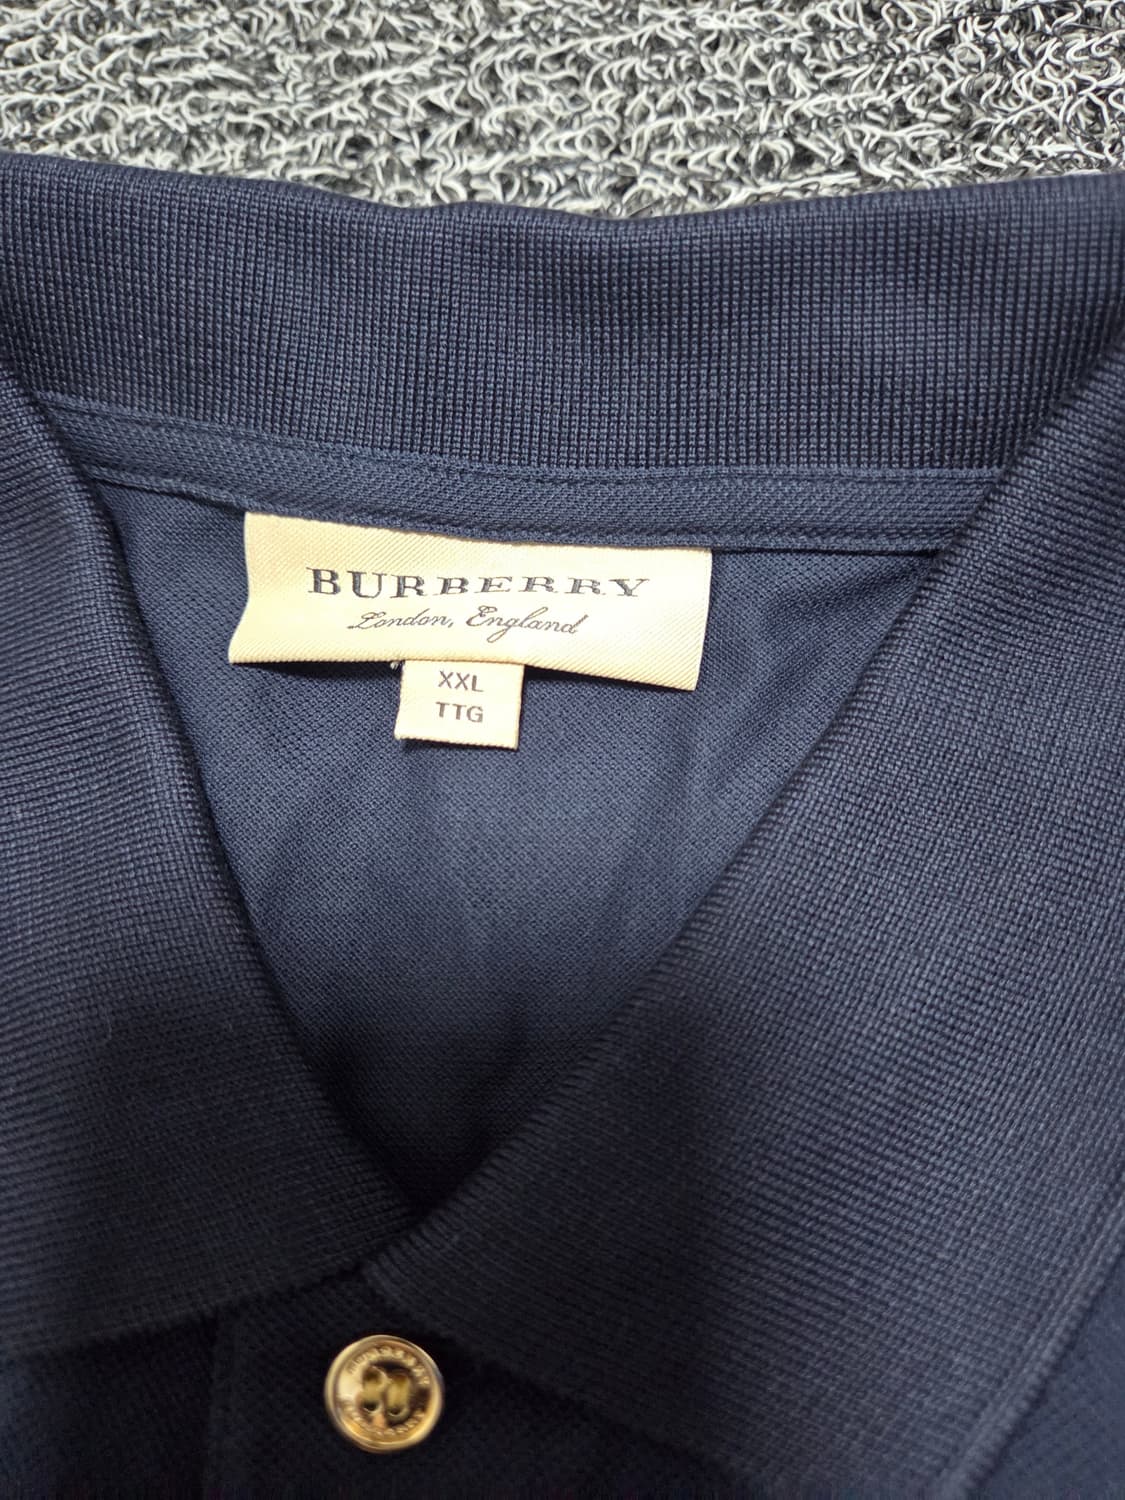 BURBERRY
London, England
XXL
TTG